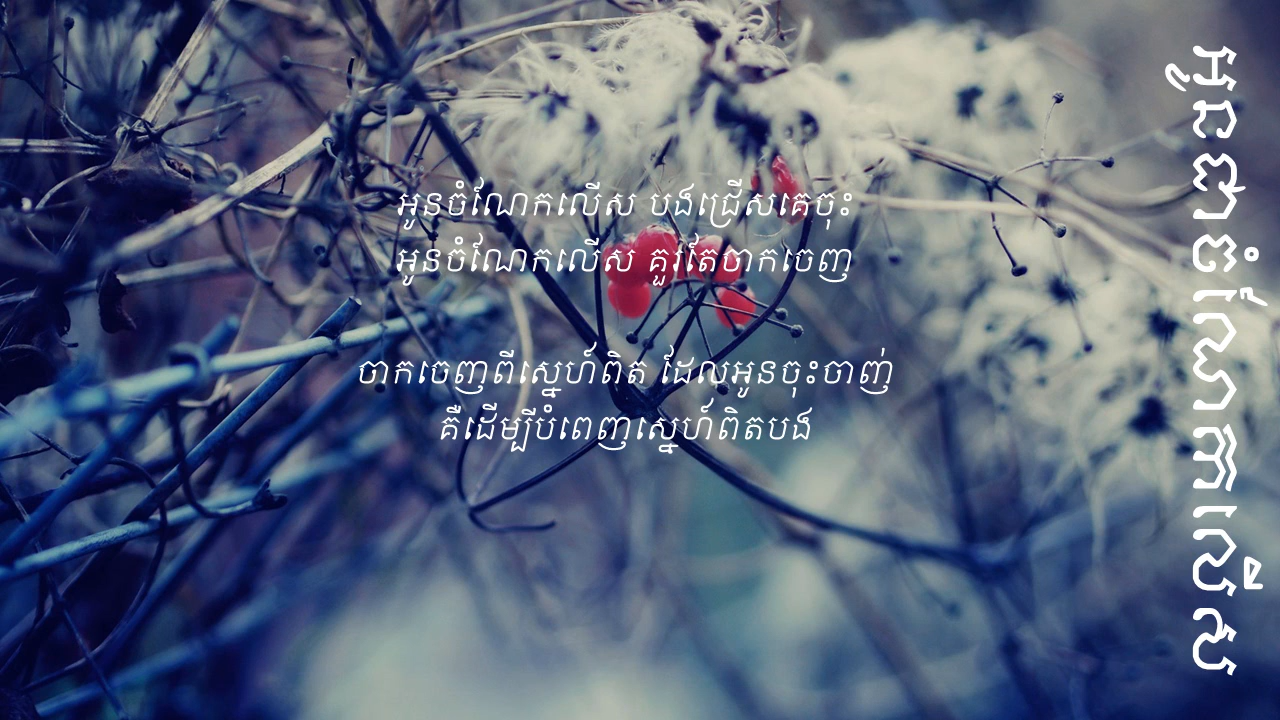 អូនចំណែកលើស បងជ្រើសគេចុះ
អូនចំណែកលើស គួរតែចាកចេញ
ចាកចេញពីស្នេហ៍ពិត ដែលអូនចុះចាញ់
គឺដើម្បីបំពេញស្នេហ៍ពិតបង
អូនជាចំណែកលើស